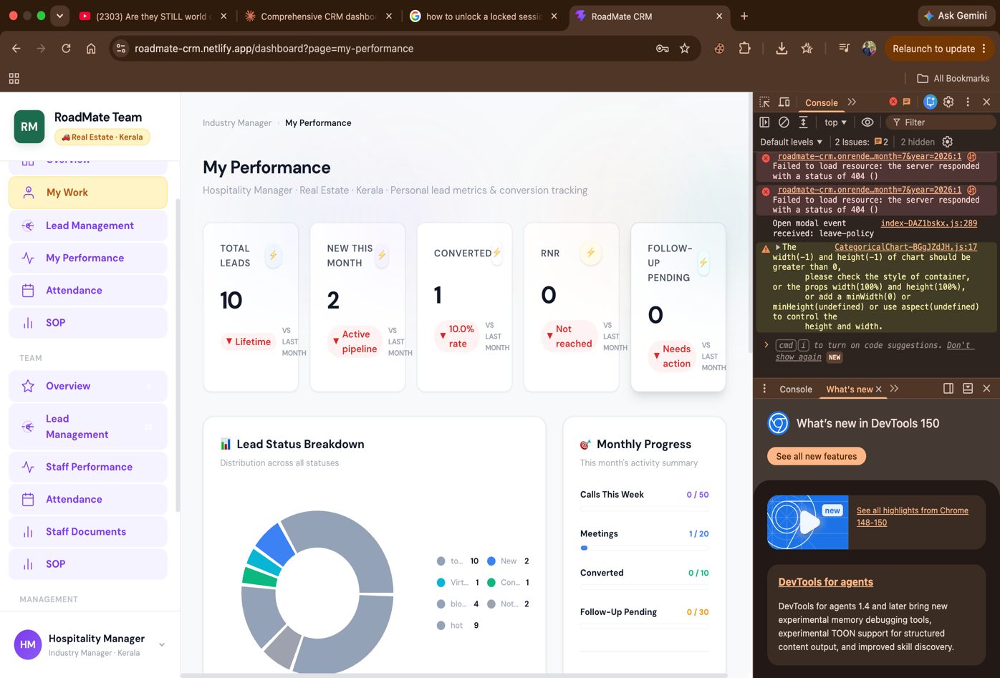 (2303) Are they STILL world
Comprehensive CRM dashbo
how to unlock a locked sessi
RoadMate CRM
Ask Gemini
roadmate-crm.netlify.app/dashboard?page=my-performance
Relaunch to update
All Bookmarks
RM
RoadMate Team
Real Estate · Kerala
Overview
My Work
Lead Management
My Performance
Attendance
SOP
TEAM
Overview
Lead
Management
Staff Performance
Attendance
Staff Documents
SOP
MANAGEMENT
HM
Hospitality Manager
Industry Manager · Kerala
Industry Manager
My Performance
My Performance
Hospitality Manager · Real Estate · Kerala · Personal lead metrics & conversion tracking
TOTAL
LEADS
10
▼ Lifetime
VS
LAST
MONTH
NEW THIS
MONTH
2
▼ Active
pipeline
VS
LAST
MONTH
CONVERTED
1
▼ 10.0%
rate
VS
LAST
MONTH
RNR
0
▼ Not
reached
VS
LAST
MONTH
FOLLOW-
UP
PENDING
0
▼ Needs
action
VS
LAST
MONTH
Lead Status Breakdown
Distribution across all statuses
to... 10
New 2
Virt... 1
Con... 1
blo... 4
Not... 2
hot 9
Monthly Progress
This month's activity summary
Calls This Week 0 / 50
Meetings 1 / 20
Converted 0 / 10
Follow-Up Pending 0 / 30
Console
top ▼
Filter
Default levels ▼
2 Issues: 2
2 hidden
roadmate-crm.onrende…month=7&year=2026:1
Failed to load resource: the server responded
with a status of 404 ()
roadmate-crm.onrende…month=7&year=2026:1
Failed to load resource: the server responded
with a status of 404 ()
Open modal event index-DAZ1bskx.js:289
received: leave-policy
The CategoricalChart-BGgJZdJH.js:17
width(-1) and height(-1) of chart should be
greater than 0,
please check the style of container,
or the props width(100%) and height(100%),
or add a minWidth(0) or
minHeight(undefined) or use aspect(undefined)
to control the
height and width.
cmd i to turn on code suggestions. Don't
show again NEW
Console
What's new
What's new in DevTools 150
See all new features
new
See all highlights from Chrome
148-150
DevTools for agents
DevTools for agents 1.4 and later bring new
experimental memory debugging tools,
experimental TOON support for structured
content output, and improved skill discovery.